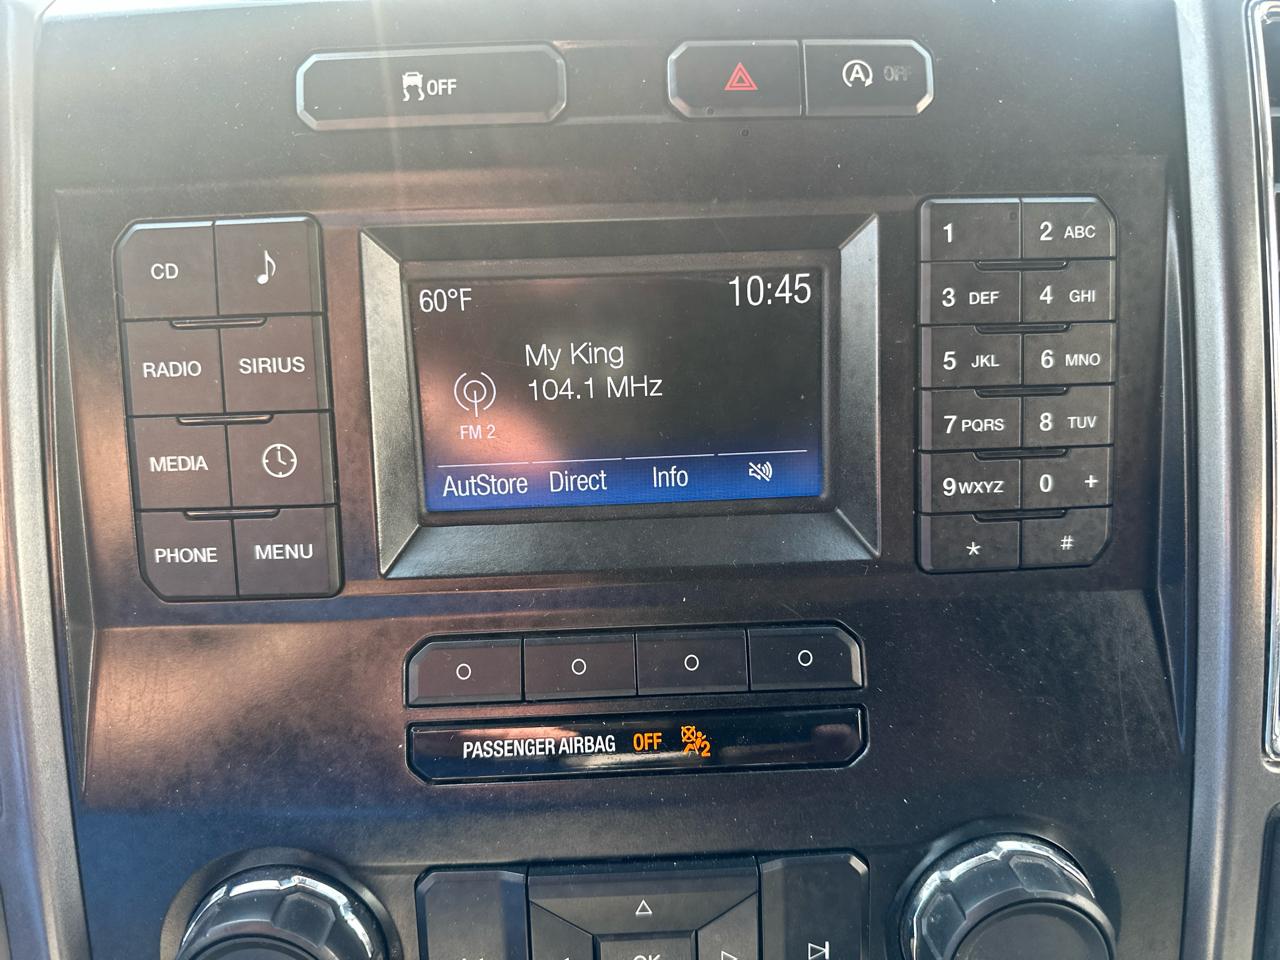 OFF
A OFF
CD
RADIO SIRIUS
MEDIA
PHONE MENU
60°F 10:45
My King
104.1 MHz
FM 2
AutStore Direct Info
1 2 ABC
3 DEF 4 GHI
5 JKL 6 MNO
7 PQRS 8 TUV
9 WXYZ 0 +
* #
PASSENGER AIRBAG OFF 2
OK